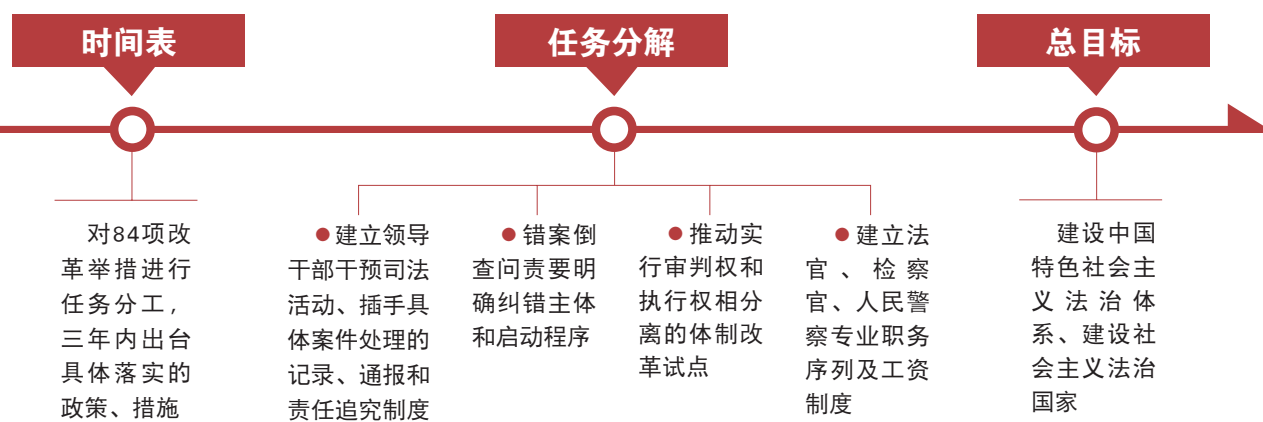 时间表
任务分解
总目标
对84项改
革举措进行
任务分工，
三年内出台
具体落实的
政策、措施
●建立领导
干部干预司法
活动、插手具
体案件处理的
记录、通报和
责任追究制度
●错案倒
查问责要明
确纠错主体
和启动程序
●推动实
行审判权和
执行权相分
离的体制改
革试点
●建立法
官、检察
官、人民警
察专业职务
序列及工资
制度
建设中国
特色社会主
义法治体
系、建设社
会主义法治
国家